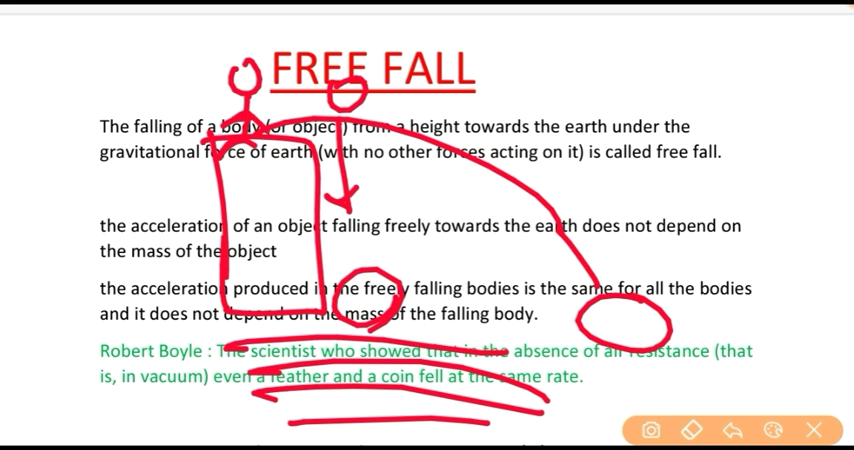 FREE FALL
The falling of a body (or object) from a height towards the earth under the
gravitational force of earth (with no other forces acting on it) is called free fall.
the acceleration of an object falling freely towards the earth does not depend on
the mass of the object
the acceleration produced in the freely falling bodies is the same for all the bodies
and it does not depend on the mass of the falling body.
Robert Boyle : The scientist who showed that in the absence of all resistance (that
is, in vacuum) even a feather and a coin fell at the same rate.